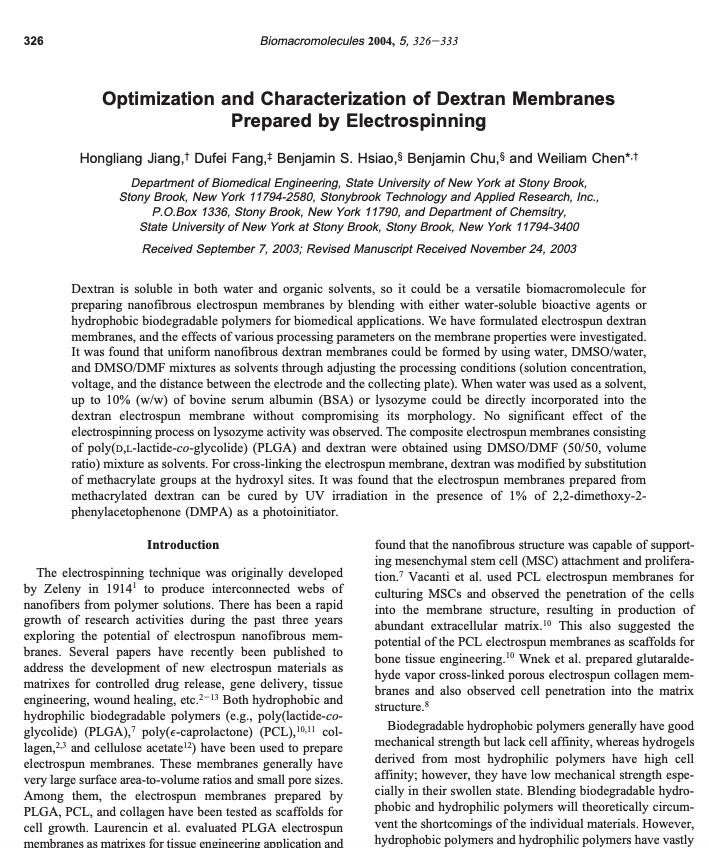 326
Biomacromolecules 2004, 5, 326−333
Optimization and Characterization of Dextran Membranes
Prepared by Electrospinning
Hongliang Jiang,† Dufei Fang,‡ Benjamin S. Hsiao,§ Benjamin Chu,§ and Weiliam Chen*,†
Department of Biomedical Engineering, State University of New York at Stony Brook,
Stony Brook, New York 11794-2580, Stonybrook Technology and Applied Research, Inc.,
P.O.Box 1336, Stony Brook, New York 11790, and Department of Chemsitry,
State University of New York at Stony Brook, Stony Brook, New York 11794-3400
Received September 7, 2003; Revised Manuscript Received November 24, 2003
Dextran is soluble in both water and organic solvents, so it could be a versatile biomacromolecule for
preparing nanofibrous electrospun membranes by blending with either water-soluble bioactive agents or
hydrophobic biodegradable polymers for biomedical applications. We have formulated electrospun dextran
membranes, and the effects of various processing parameters on the membrane properties were investigated.
It was found that uniform nanofibrous dextran membranes could be formed by using water, DMSO/water,
and DMSO/DMF mixtures as solvents through adjusting the processing conditions (solution concentration,
voltage, and the distance between the electrode and the collecting plate). When water was used as a solvent,
up to 10% (w/w) of bovine serum albumin (BSA) or lysozyme could be directly incorporated into the
dextran electrospun membrane without compromising its morphology. No significant effect of the
electrospinning process on lysozyme activity was observed. The composite electrospun membranes consisting
of poly(D,L-lactide-co-glycolide) (PLGA) and dextran were obtained using DMSO/DMF (50/50, volume
ratio) mixture as solvents. For cross-linking the electrospun membrane, dextran was modified by substitution
of methacrylate groups at the hydroxyl sites. It was found that the electrospun membranes prepared from
methacrylated dextran can be cured by UV irradiation in the presence of 1% of 2,2-dimethoxy-2-
phenylacetophenone (DMPA) as a photoinitiator.
Introduction
The electrospinning technique was originally developed
by Zeleny in 1914¹ to produce interconnected webs of
nanofibers from polymer solutions. There has been a rapid
growth of research activities during the past three years
exploring the potential of electrospun nanofibrous mem-
branes. Several papers have recently been published to
address the development of new electrospun materials as
matrixes for controlled drug release, gene delivery, tissue
engineering, wound healing, etc.²⁻¹³ Both hydrophobic and
hydrophilic biodegradable polymers (e.g., poly(lactide-co-
glycolide) (PLGA),⁷ poly(ϵ-caprolactone) (PCL),¹⁰,¹¹ col-
lagen,²,³ and cellulose acetate¹²) have been used to prepare
electrospun membranes. These membranes generally have
very large surface area-to-volume ratios and small pore sizes.
Among them, the electrospun membranes prepared by
PLGA, PCL, and collagen have been tested as scaffolds for
cell growth. Laurencin et al. evaluated PLGA electrospun
membranes as matrixes for tissue engineering application and
found that the nanofibrous structure was capable of support-
ing mesenchymal stem cell (MSC) attachment and prolifera-
tion.⁷ Vacanti et al. used PCL electrospun membranes for
culturing MSCs and observed the penetration of the cells
into the membrane structure, resulting in production of
abundant extracellular matrix.¹⁰ This also suggested the
potential of the PCL electrospun membranes as scaffolds for
bone tissue engineering.¹⁰ Wnek et al. prepared glutaralde-
hyde vapor cross-linked porous electrospun collagen mem-
branes and also observed cell penetration into the matrix
structure.⁸
Biodegradable hydrophobic polymers generally have good
mechanical strength but lack cell affinity, whereas hydrogels
derived from most hydrophilic polymers have high cell
affinity; however, they have low mechanical strength espe-
cially in their swollen state. Blending biodegradable hydro-
phobic and hydrophilic polymers will theoretically circum-
vent the shortcomings of the individual materials. However,
hydrophobic polymers and hydrophilic polymers have vastly